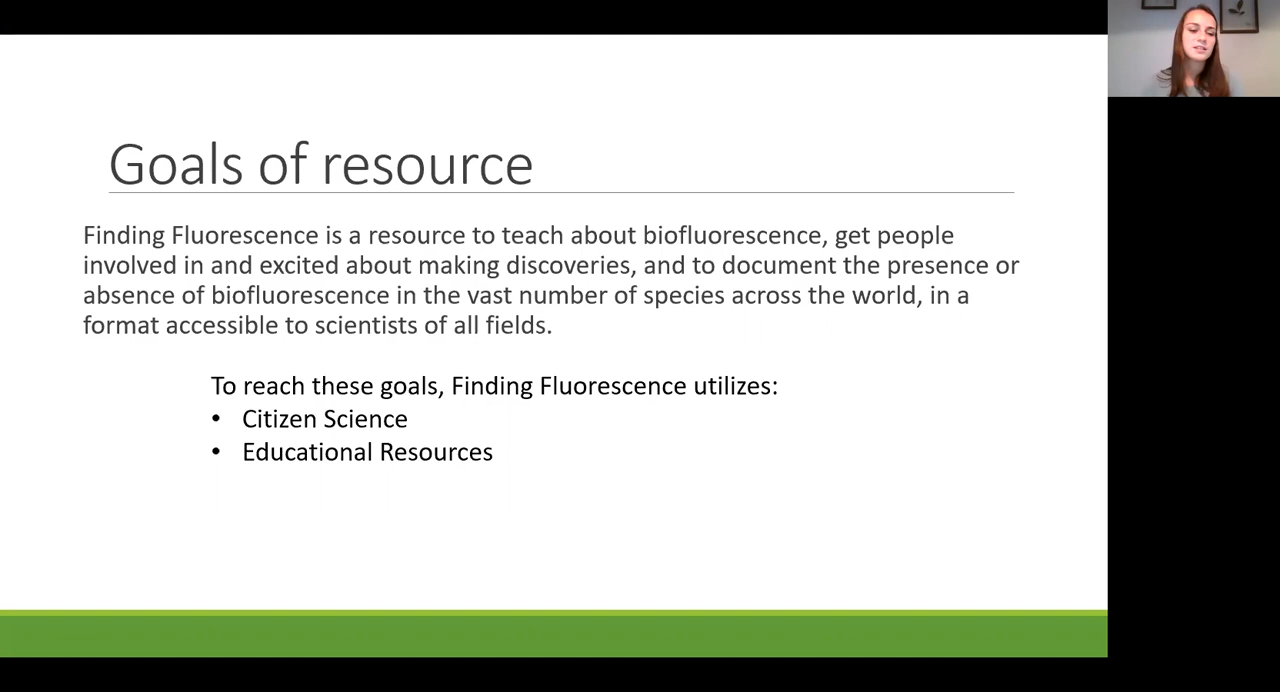 Goals of resource
Finding Fluorescence is a resource to teach about biofluorescence, get people
involved in and excited about making discoveries, and to document the presence or
absence of biofluorescence in the vast number of species across the world, in a
format accessible to scientists of all fields.
To reach these goals, Finding Fluorescence utilizes:
• Citizen Science
• Educational Resources